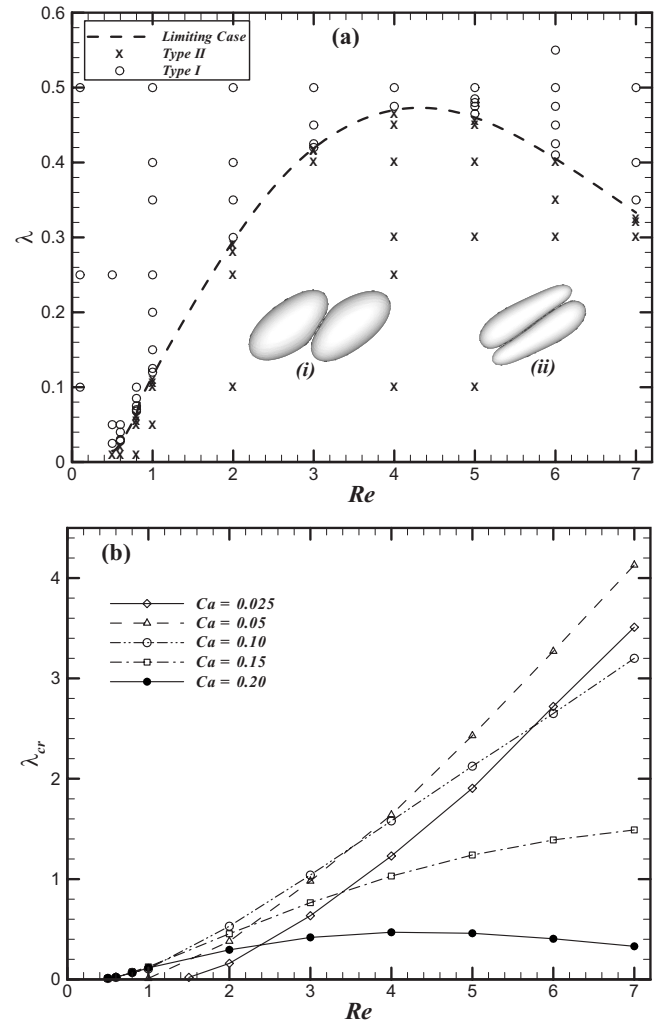 0.6
(a)
Limiting Case
x Type II
Type I
0.5
0.4
λ
0.3
0.2
(i)
(ii)
0.1
0
0 1 2 3 4 5 6 7
Re
(b)
4
Ca = 0.025
Ca = 0.05
Ca = 0.10
3
Ca = 0.15
Ca = 0.20
λcr
2
1
0
0 1 2 3 4 5 6 7
Re